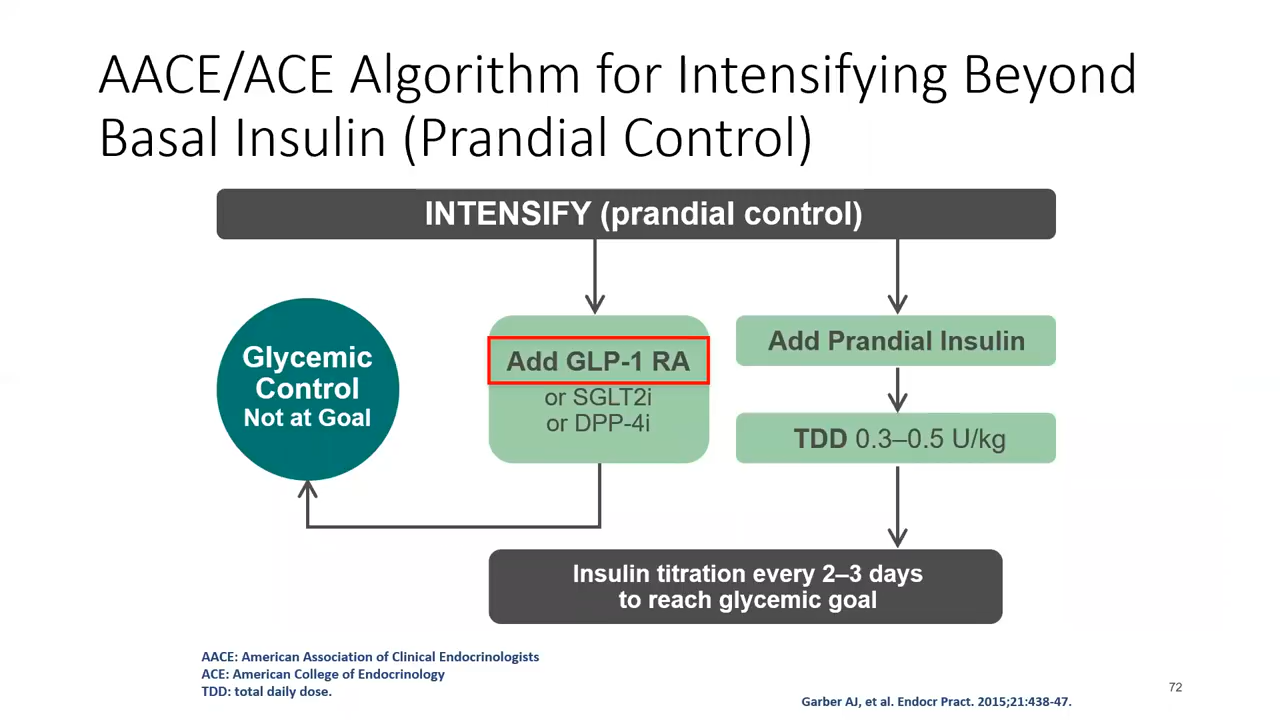 AACE/ACE Algorithm for Intensifying Beyond
Basal Insulin (Prandial Control)
INTENSIFY (prandial control)
Glycemic
Control
Not at Goal
Add GLP-1 RA
or SGLT2i
or DPP-4i
Add Prandial Insulin
TDD 0.3–0.5 U/kg
Insulin titration every 2–3 days
to reach glycemic goal
AACE: American Association of Clinical Endocrinologists
ACE: American College of Endocrinology
TDD: total daily dose.
Garber AJ, et al. Endocr Pract. 2015;21:438-47.
72